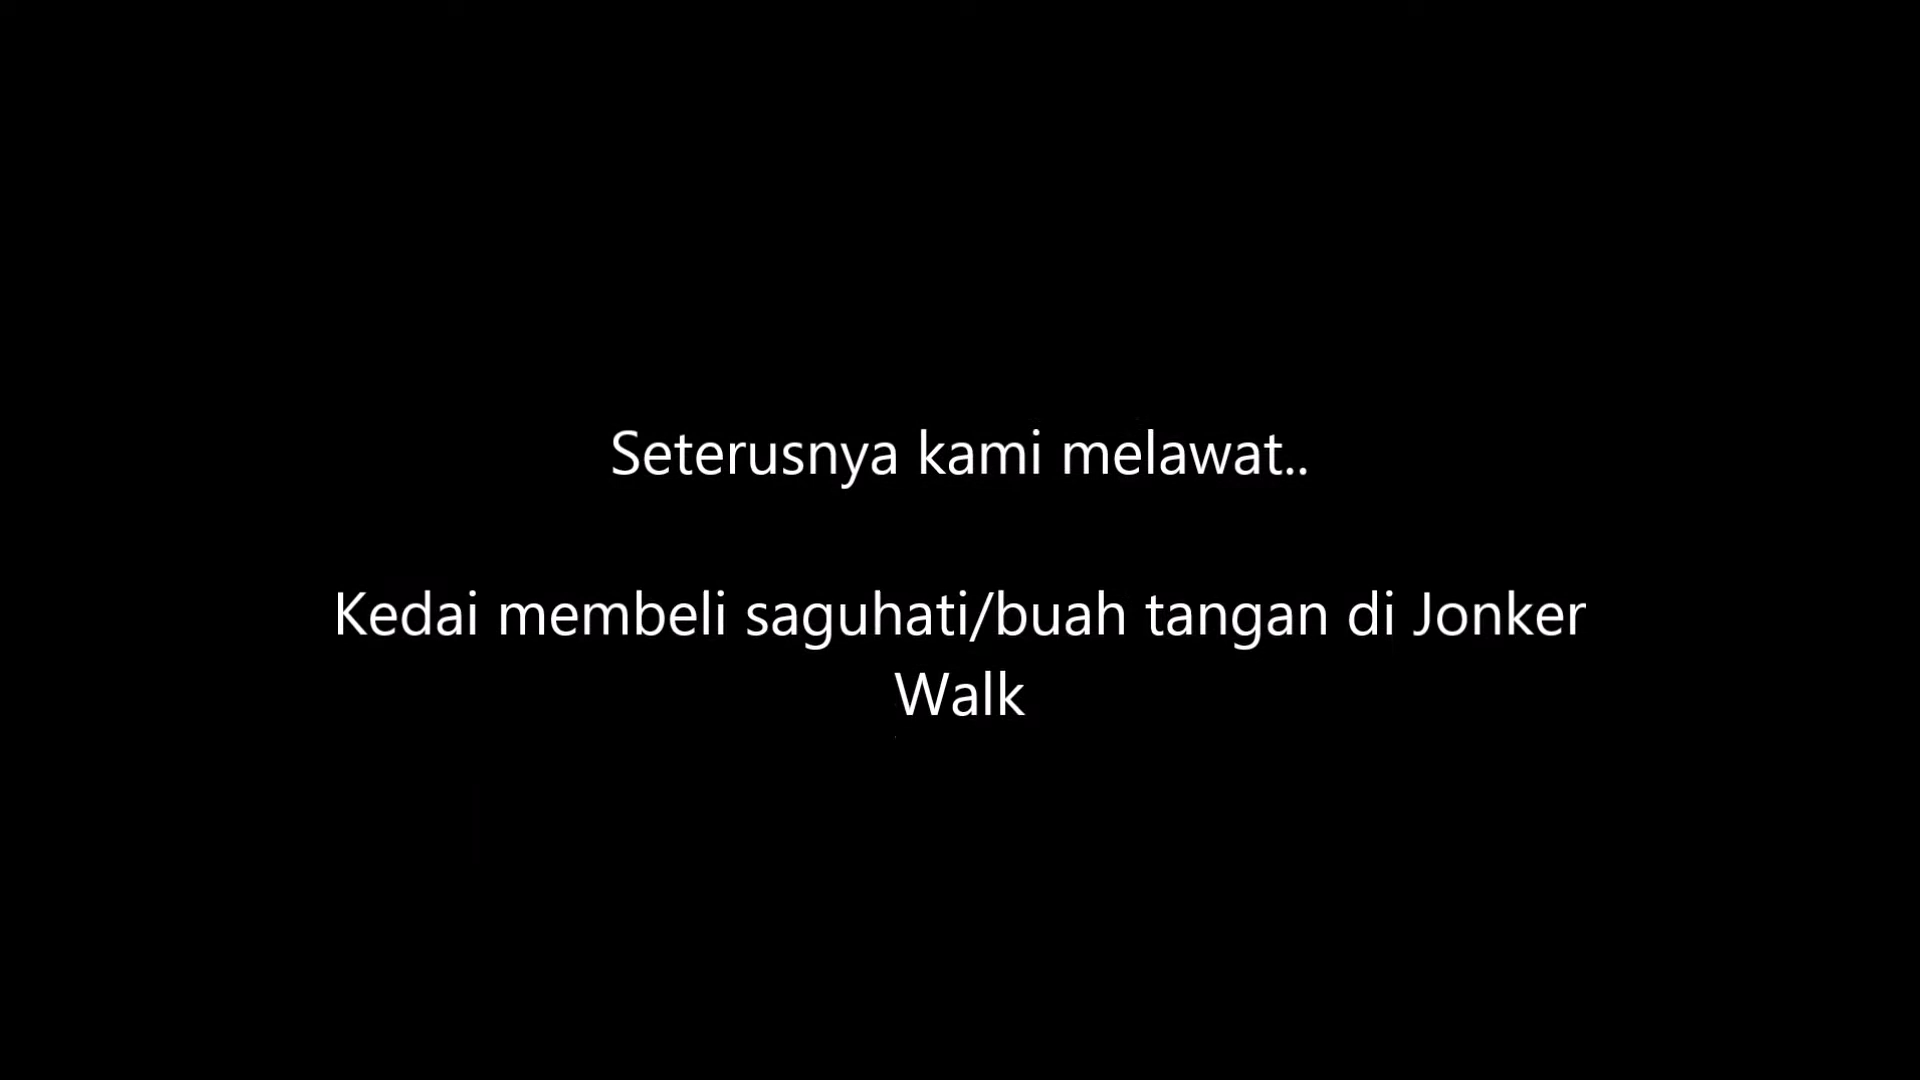 Seterusnya kami melawat..
Kedai membeli saguhati/buah tangan di Jonker
Walk